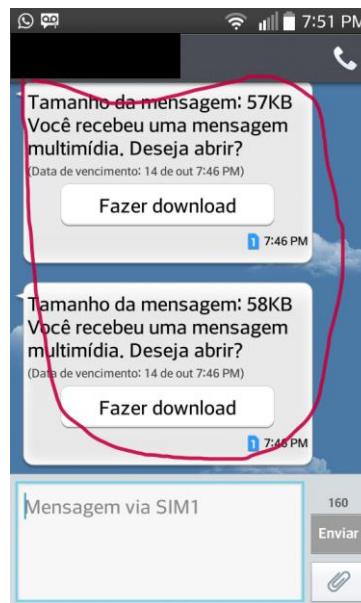 7:51 PM
Tamanho da mensagem: 57KB
Você recebeu uma mensagem
multimídia. Deseja abrir?
(Data de vencimento: 14 de out 7:46 PM)
Fazer download
1 7:46 PM
Tamanho da mensagem: 58KB
Você recebeu uma mensagem
multimídia. Deseja abrir?
(Data de vencimento: 14 de out 7:46 PM)
Fazer download
1 7:46 PM
Mensagem via SIM1
160
Enviar